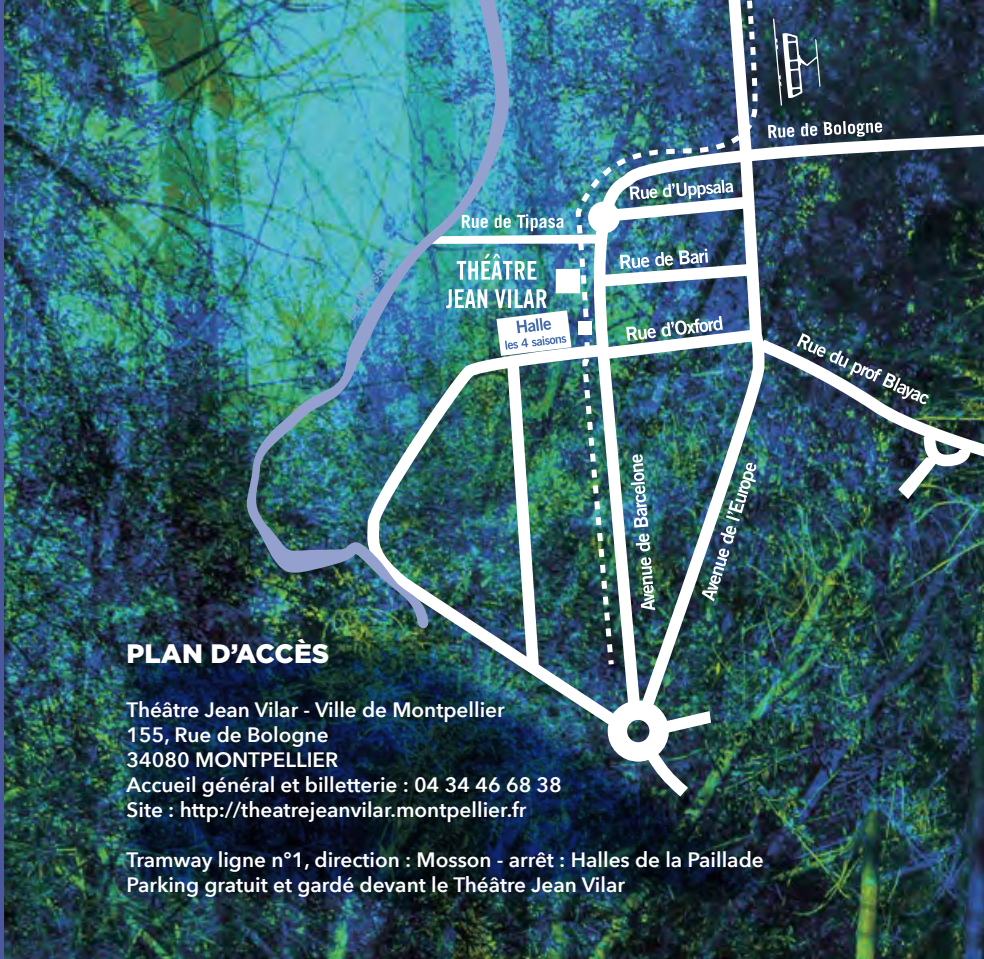 Rue de Bologne
Rue d'Uppsala
Rue de Tipasa
Rue de Bari
THÉÂTRE
JEAN VILAR
Halle
les 4 saisons
Rue d'Oxford
Rue du prof Blayac
Avenue de Barcelone
Avenue de l'Europe
PLAN D'ACCÈS
Théâtre Jean Vilar - Ville de Montpellier
155, Rue de Bologne
34080 MONTPELLIER
Accueil général et billetterie : 04 34 46 68 38
Site : http://theatrejeanvilar.montpellier.fr
Tramway ligne n°1, direction : Mosson - arrêt : Halles de la Paillade
Parking gratuit et gardé devant le Théâtre Jean Vilar